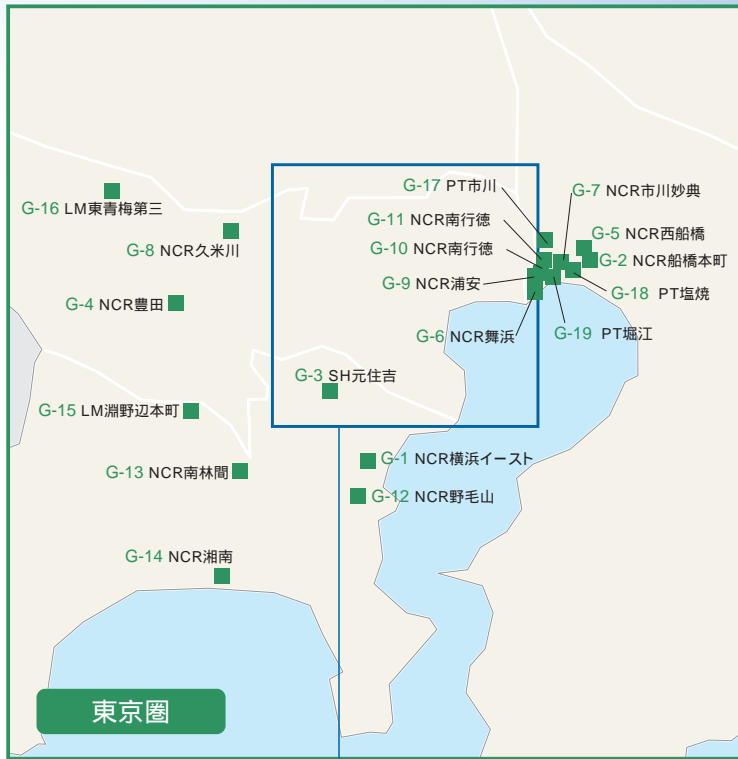 G-17 PT市川
G-7 NCR市川妙典
G-16 LM東青梅第三
G-11 NCR南行徳
G-5 NCR西船橋
G-8 NCR久米川
G-10 NCR南行徳
G-2 NCR船橋本町
G-9 NCR浦安
G-18 PT塩焼
G-4 NCR豊田
G-6 NCR舞浜
G-19 PT堀江
G-3 SH元住吉
G-15 LM淵野辺本町
G-1 NCR横浜イースト
G-13 NCR南林間
G-12 NCR野毛山
G-14 NCR湘南
東京圏